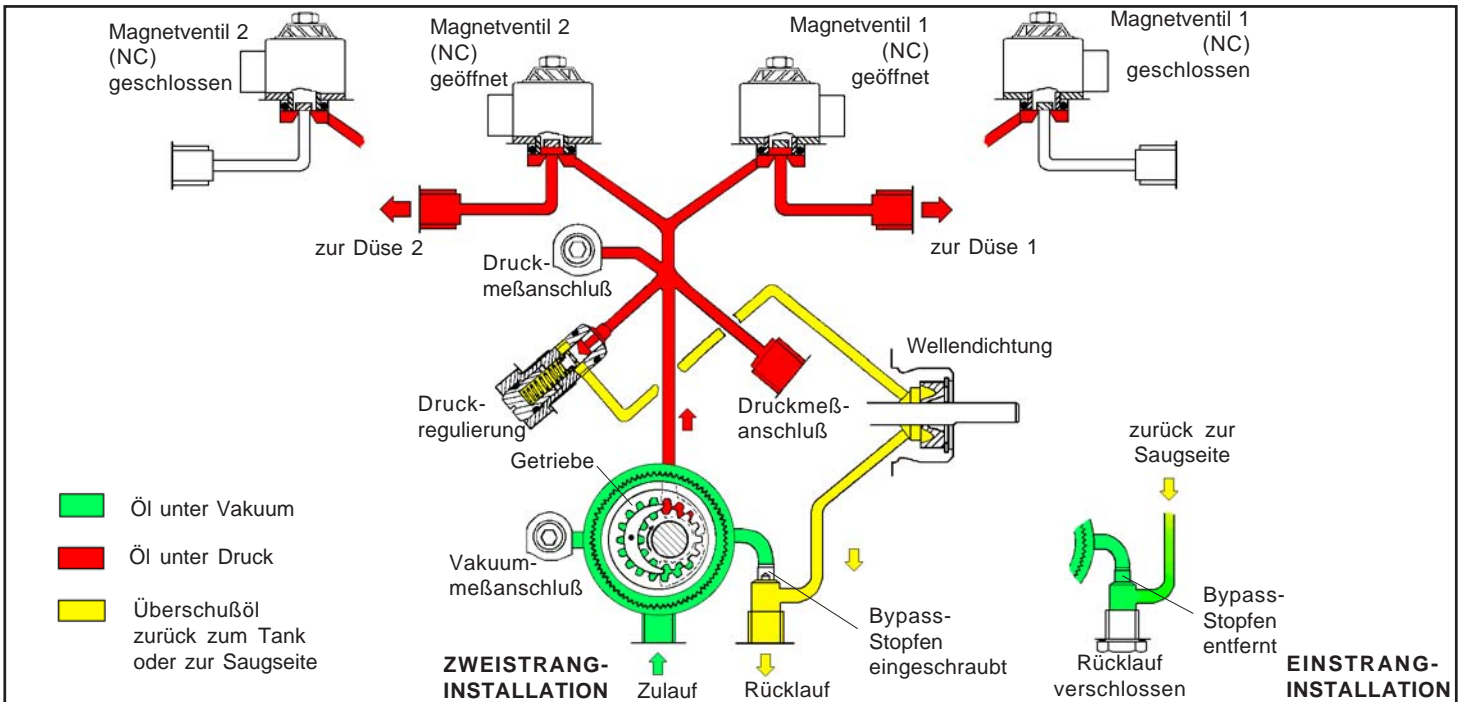 Magnetventil 2
(NC)
geschlossen
Magnetventil 2
(NC)
geöffnet
Magnetventil 1
(NC)
geöffnet
Magnetventil 1
(NC)
geschlossen
zur Düse 2
zur Düse 1
Druck-
meßanschluß
Druck-
regulierung
Druckmeß-
anschluß
Wellendichtung
Getriebe
Vakuum-
meßanschluß
zurück zur
Saugseite
Öl unter Vakuum
Öl unter Druck
Überschußöl
zurück zum Tank
oder zur Saugseite
ZWEISTRANG-
INSTALLATION
Zulauf
Rücklauf
Bypass-
Stopfen
eingeschraubt
Rücklauf
verschlossen
Bypass-
Stopfen
entfernt
EINSTRANG-
INSTALLATION